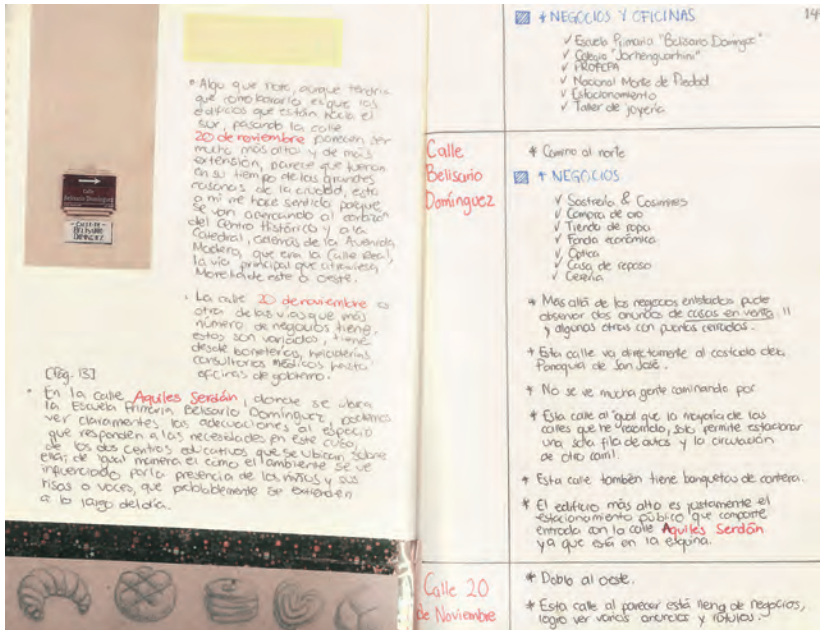 →
Calle
Belisario Domínguez
- CALLE DE -
BELISARIO
DOMINGUEZ
• Algo que noto, aunque tendría
que corroborarlo es que los
edificios que están hacia el
sur, pasando la calle
20 de noviembre parecen ser
mucho más altos y de más
extensión, parece que fueron
en su tiempo de las grandes
casonas de la ciudad, esto
a mi me hace sentido porque
se van acercando al corazón
del Centro Histórico y a la
Catedral, además de la Avenida
Madero, que era la Calle Real,
la vía principal que atraviesa
Morelia de este a oeste.
• La calle 20 de noviembre es
otra de las vías que más
número de negocios tiene,
estos son variados, tiene
desde boneterías, heladerías
consultorios médicos hasta
oficinas de gobierno.
[Pág. 13]
• En la calle Aquiles Serdán, donde se ubica
la Escuela Primaria Belisario Domínguez, podemos
ver claramente las adecuaciones al espacio
que responden a las necesidades en este caso,
de los dos centros educativos que se ubican sobre
ella; de igual manera el cómo el ambiente se ve
influenciado por la presencia de los niños y sus
risas o voces, que probablemente se extienden
a lo largo del día.
14
* NEGOCIOS Y OFICINAS
✓ Escuela Primaria "Belisario Domínguez"
✓ Colegio
✓ PROFEPA
✓ Nacional Monte de Piedad
✓ Estacionamiento
✓ Taller de joyería
Calle
Belisario
Domínguez
* Camino al norte
* NEGOCIOS
✓ Sastrería & Casimires
✓ Compra de oro
✓ Tienda de ropa
✓ Fonda económica
✓ Óptica
✓ Casa de reposo
✓ Cerería
* Más allá de los negocios enlistados pude
observar dos anuncios de casas en venta
y algunas otras con puertas cerradas.
* Esta calle va directamente al costado de la
Parroquia de San José.
* No se ve mucha gente caminando por
* Esta calle al igual que la mayoría de las
calles que he recorrido, solo permite estacionar
una sola fila de autos y la circulación
de otro carril.
* Esta calle también tiene banquetas de cantera.
* El edificio más alto es justamente el
estacionamiento público que comparte
entrada con la calle Aquiles Serdán
ya que está en la esquina.
Calle 20
de Noviembre
* Doblo al oeste.
* Esta calle al parecer está llena de negocios,
logro ver varios anuncios y rótulos.